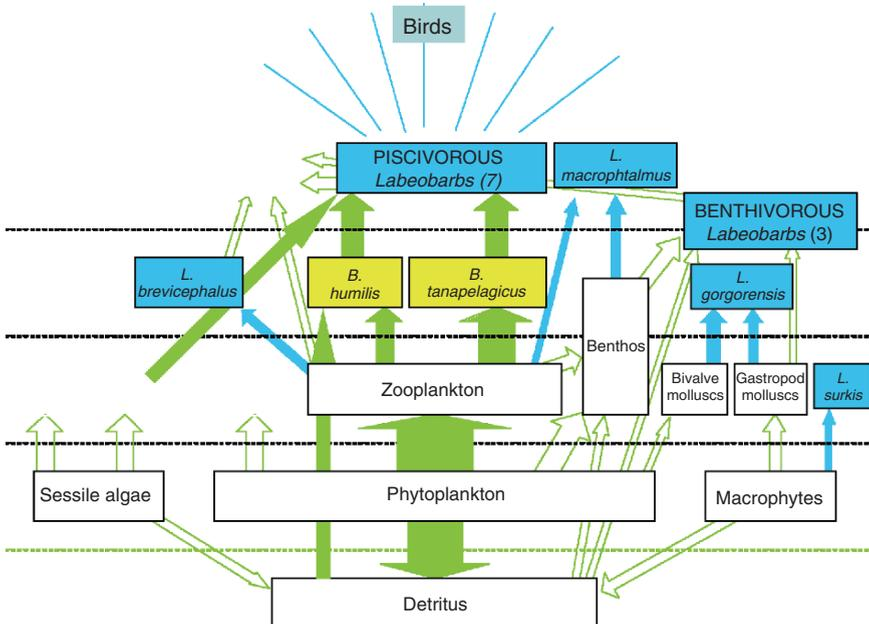 Birds
PISCIVOROUS
Labeobarbs (7)
L.
macrophtalmus
BENTHIVOROUS
Labeobarbs (3)
L.
brevicephalus
B.
humilis
B.
tanapelagicus
L.
gorgorensis
Benthos
Zooplankton
Bivalve
molluscs
Gastropod
molluscs
L.
surkis
Sessile algae
Phytoplankton
Macrophytes
Detritus